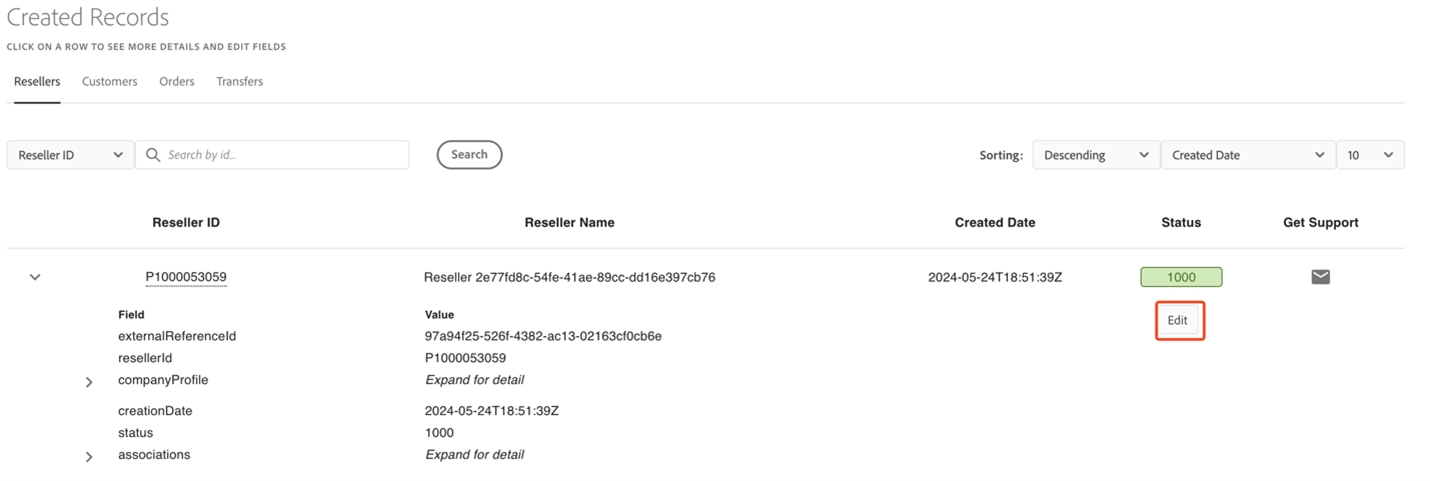 Created Records
CLICK ON A ROW TO SEE MORE DETAILS AND EDIT FIELDS
Resellers Customers Orders Transfers
Reseller ID Search by id... Search Sorting: Descending Created Date 10
Reseller ID Reseller Name Created Date Status Get Support
P1000053059 Reseller 2e77fd8c-54fe-41ae-89cc-dd16e397cb76 2024-05-24T18:51:39Z 1000
Field Value Edit
externalReferenceId 97a94f25-526f-4382-ac13-02163cf0cb6e
resellerId P1000053059
companyProfile Expand for detail
creationDate 2024-05-24T18:51:39Z
status 1000
associations Expand for detail